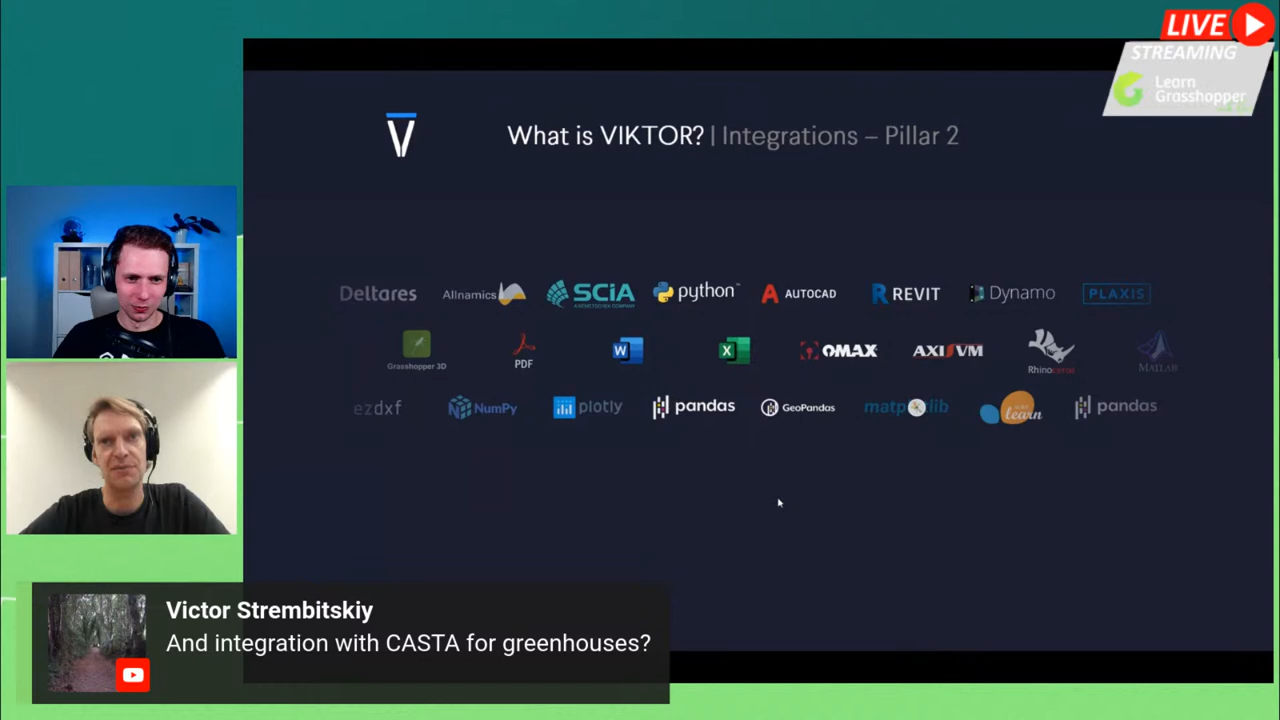 LIVE
STREAMING
Learn
Grasshopper
What is VIKTOR? | Integrations – Pillar 2
Deltares Allnamics SCiA python AUTOCAD REVIT Dynamo PLAXIS
A NEMETSCHEK COMPANY
Grasshopper 3D PDF W X OMAX AXISVM Rhinoceros MATLAB
ezdxf NumPy plotly pandas GeoPandas matplotlib learn pandas
Victor Strembitskiy
And integration with CASTA for greenhouses?